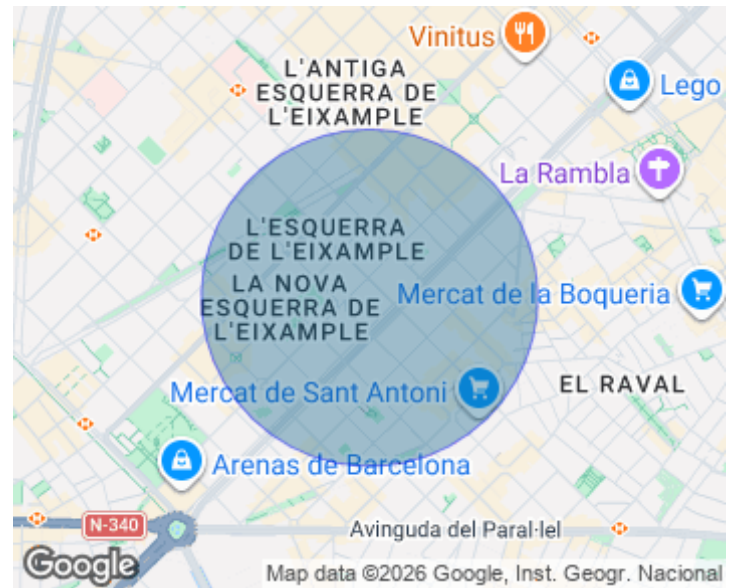 Vinitus
L'ANTIGA
ESQUERRA DE
L'EIXAMPLE
Lego
La Rambla
L'ESQUERRA
DE L'EIXAMPLE
LA NOVA
ESQUERRA DE
L'EIXAMPLE
Mercat de la Boqueria
Mercat de Sant Antoni
EL RAVAL
Arenas de Barcelona
N-340
Avinguda del Paral·lel
Google
Map data ©2026 Google, Inst. Geogr. Nacional